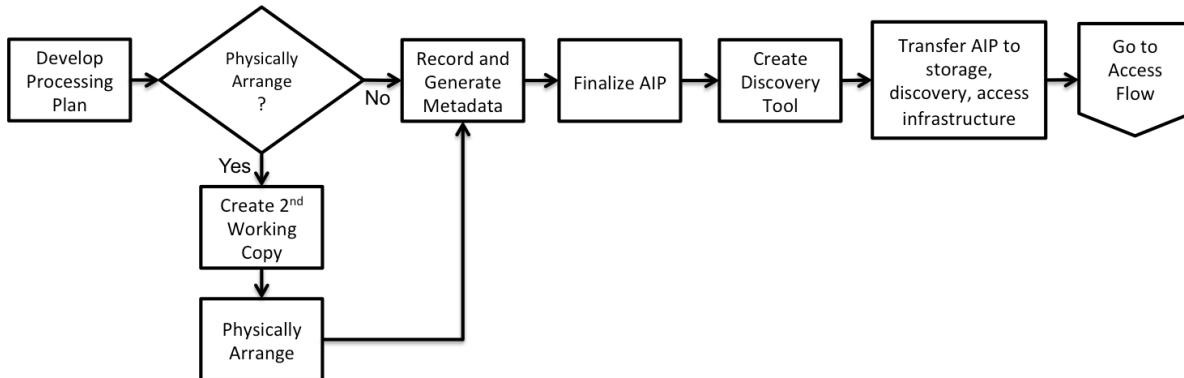 Develop
Processing
Plan
Physically
Arrange
?
No
Yes
Create 2nd
Working
Copy
Physically
Arrange
Record and
Generate
Metadata
Finalize AIP
Create
Discovery
Tool
Transfer AIP to
storage,
discovery, access
infrastructure
Go to
Access
Flow